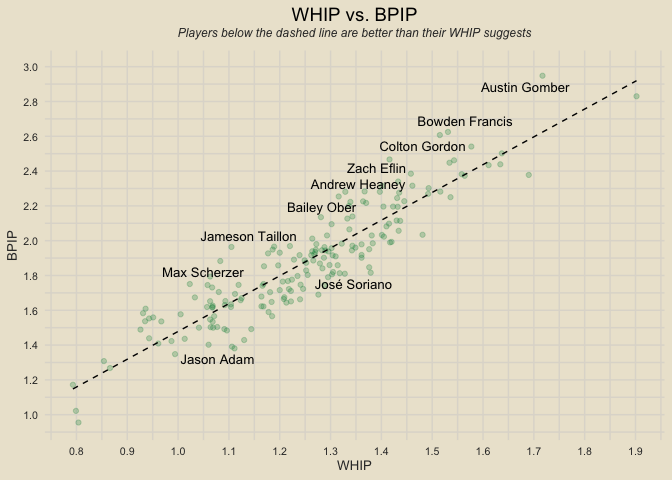 WHIP vs. BPIP
Players below the dashed line are better than their WHIP suggests
3.0
2.8
2.6
2.4
2.2
2.0
1.8
1.6
1.4
1.2
1.0
BPIP
Austin Gomber
Bowden Francis
Colton Gordon
Zach Eflin
Andrew Heaney
Bailey Ober
Jameson Taillon
Max Scherzer
José Soriano
Jason Adam
0.8 0.9 1.0 1.1 1.2 1.3 1.4 1.5 1.6 1.7 1.8 1.9
WHIP